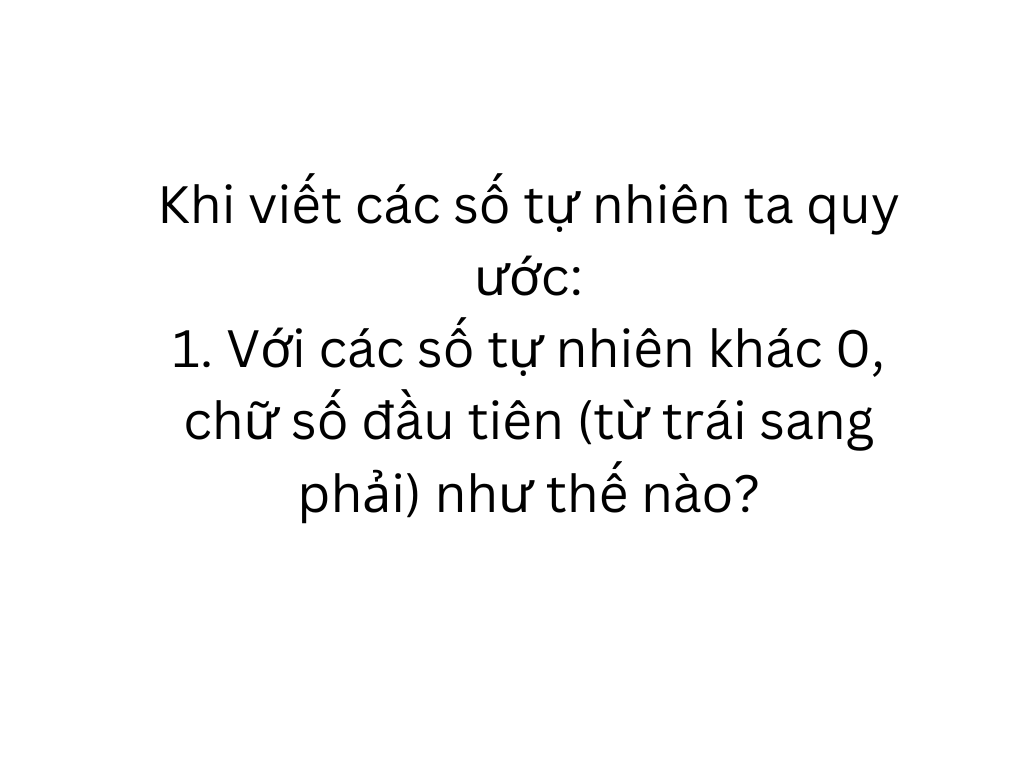 Khi viết các số tự nhiên ta quy
ước:
1. Với các số tự nhiên khác 0,
chữ số đầu tiên (từ trái sang
phải) như thế nào?